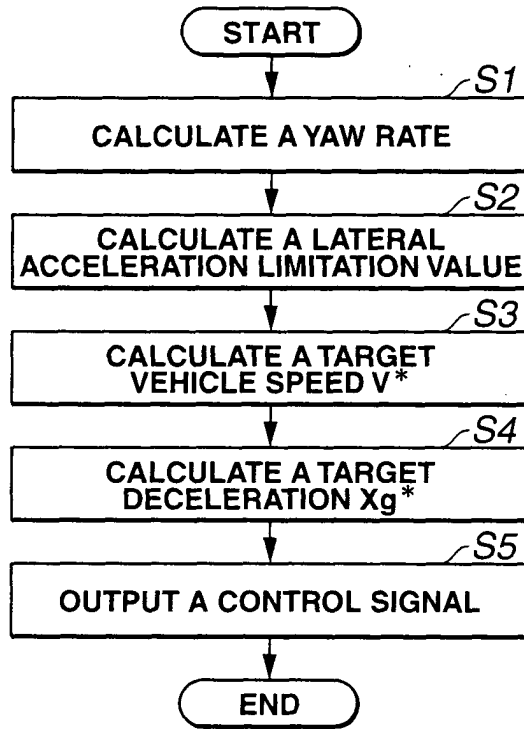 START
S1
CALCULATE A YAW RATE
S2
CALCULATE A LATERAL
ACCELERATION LIMITATION VALUE
S3
CALCULATE A TARGET
VEHICLE SPEED V*
S4
CALCULATE A TARGET
DECELERATION Xg*
S5
OUTPUT A CONTROL SIGNAL
END